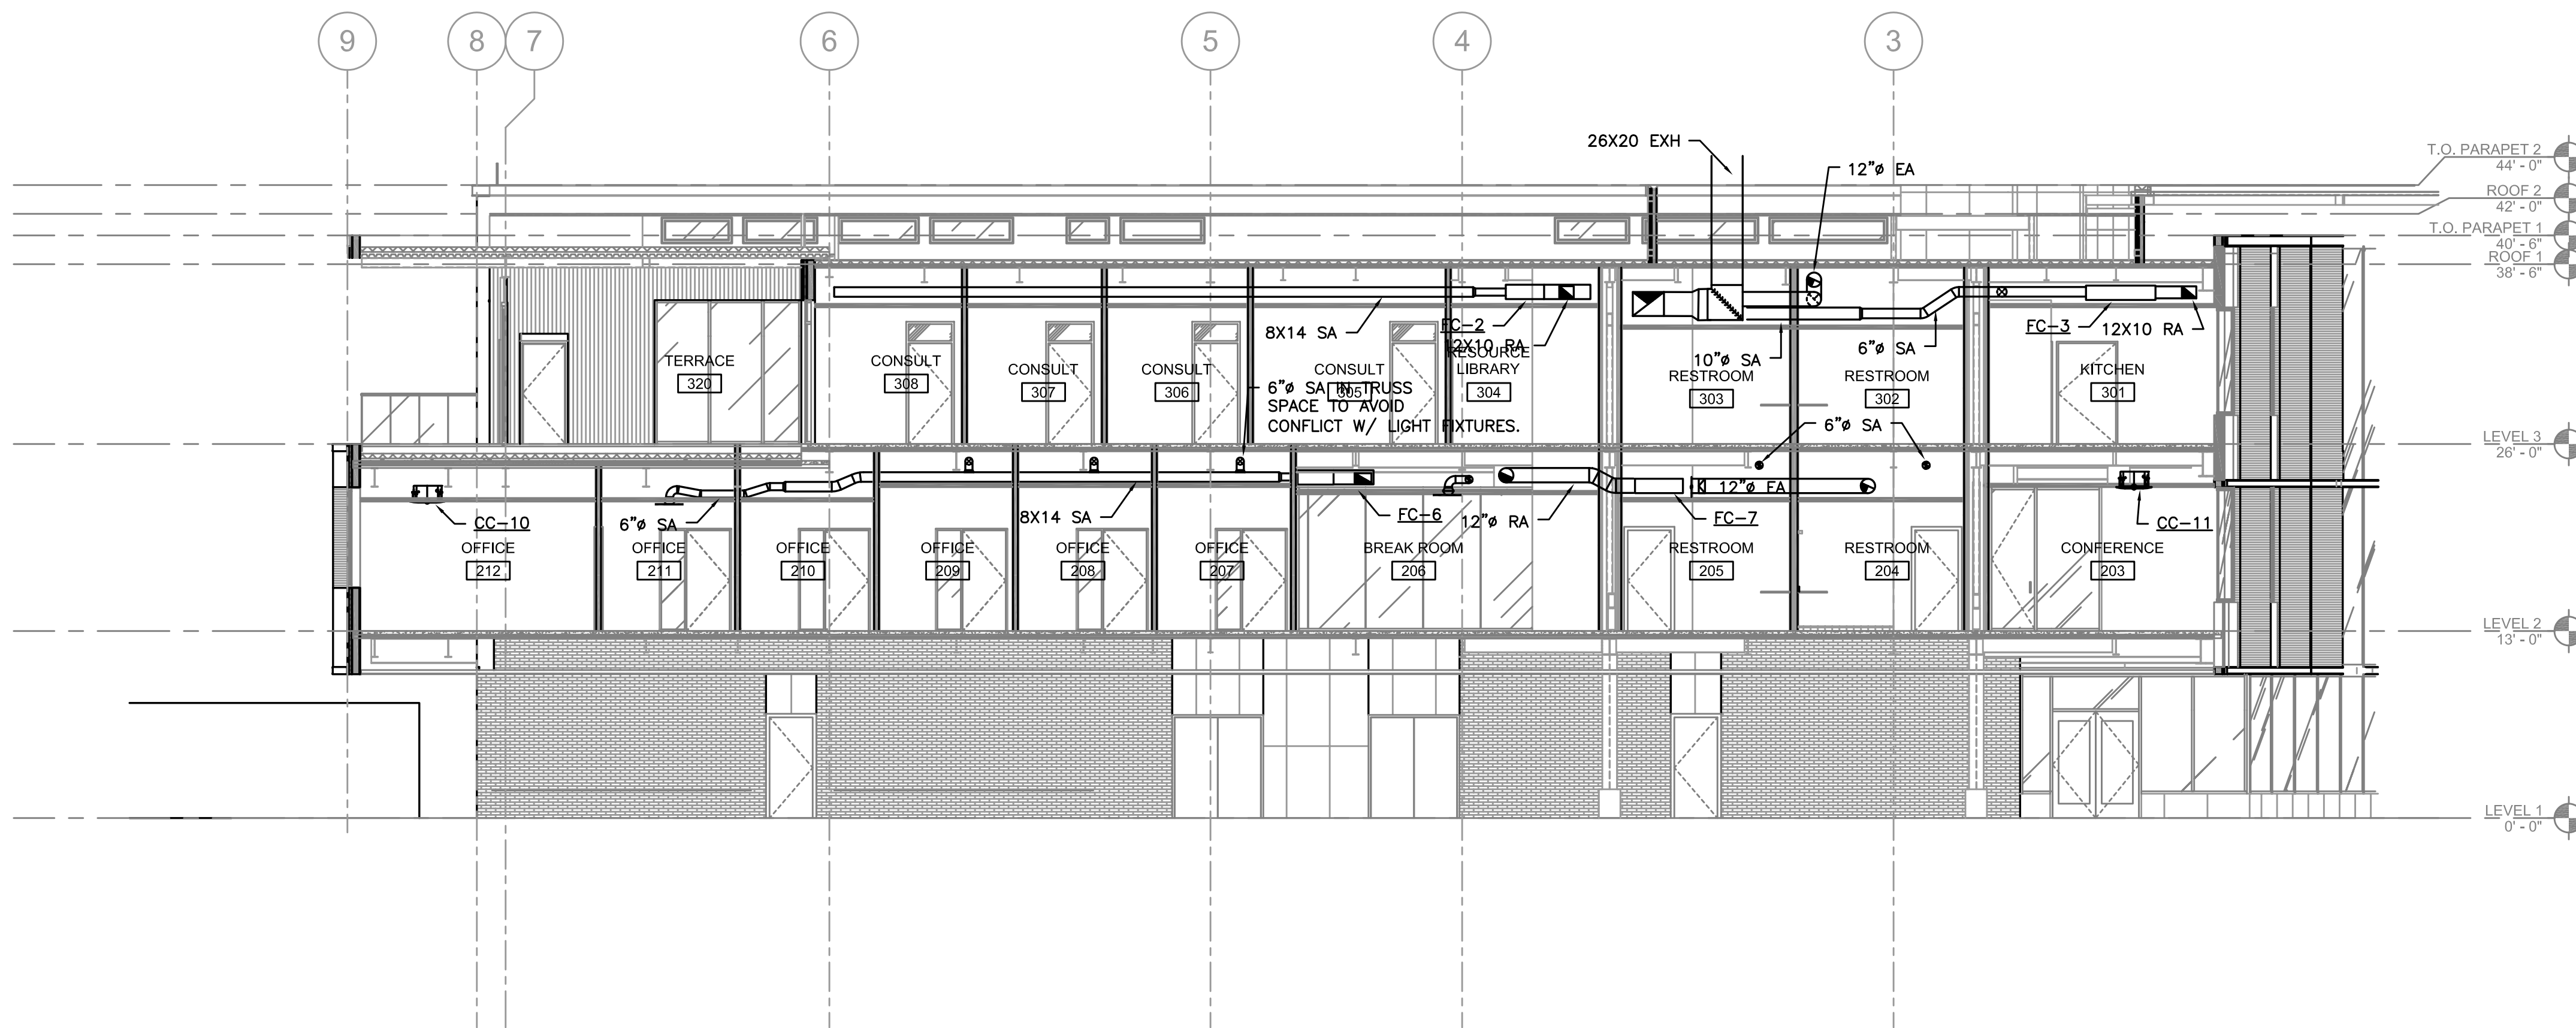 9
8
7
6
5
4
3
26X20 EXH
12"ø EA
T.O. PARAPET 2
44' - 0"
ROOF 2
42' - 0"
T.O. PARAPET 1
40' - 6"
ROOF 1
38' - 6"
8X14 SA
FC-2
12X10 RA
10"ø SA
6"ø SA
FC-3
12X10 RA
TERRACE
320
CONSULT
308
CONSULT
307
CONSULT
306
CONSULT
305
RESOURCE
LIBRARY
304
RESTROOM
303
RESTROOM
302
KITCHEN
301
6"ø SA IN TRUSS
SPACE TO AVOID
CONFLICT W/ LIGHT FIXTURES.
6"ø SA
LEVEL 3
26' - 0"
CC-10
6"ø SA
8X14 SA
FC-6
12"ø RA
12"ø EA
FC-7
CC-11
OFFICE
212
OFFICE
211
OFFICE
210
OFFICE
209
OFFICE
208
OFFICE
207
BREAK ROOM
206
RESTROOM
205
RESTROOM
204
CONFERENCE
203
LEVEL 2
13' - 0"
LEVEL 1
0' - 0"